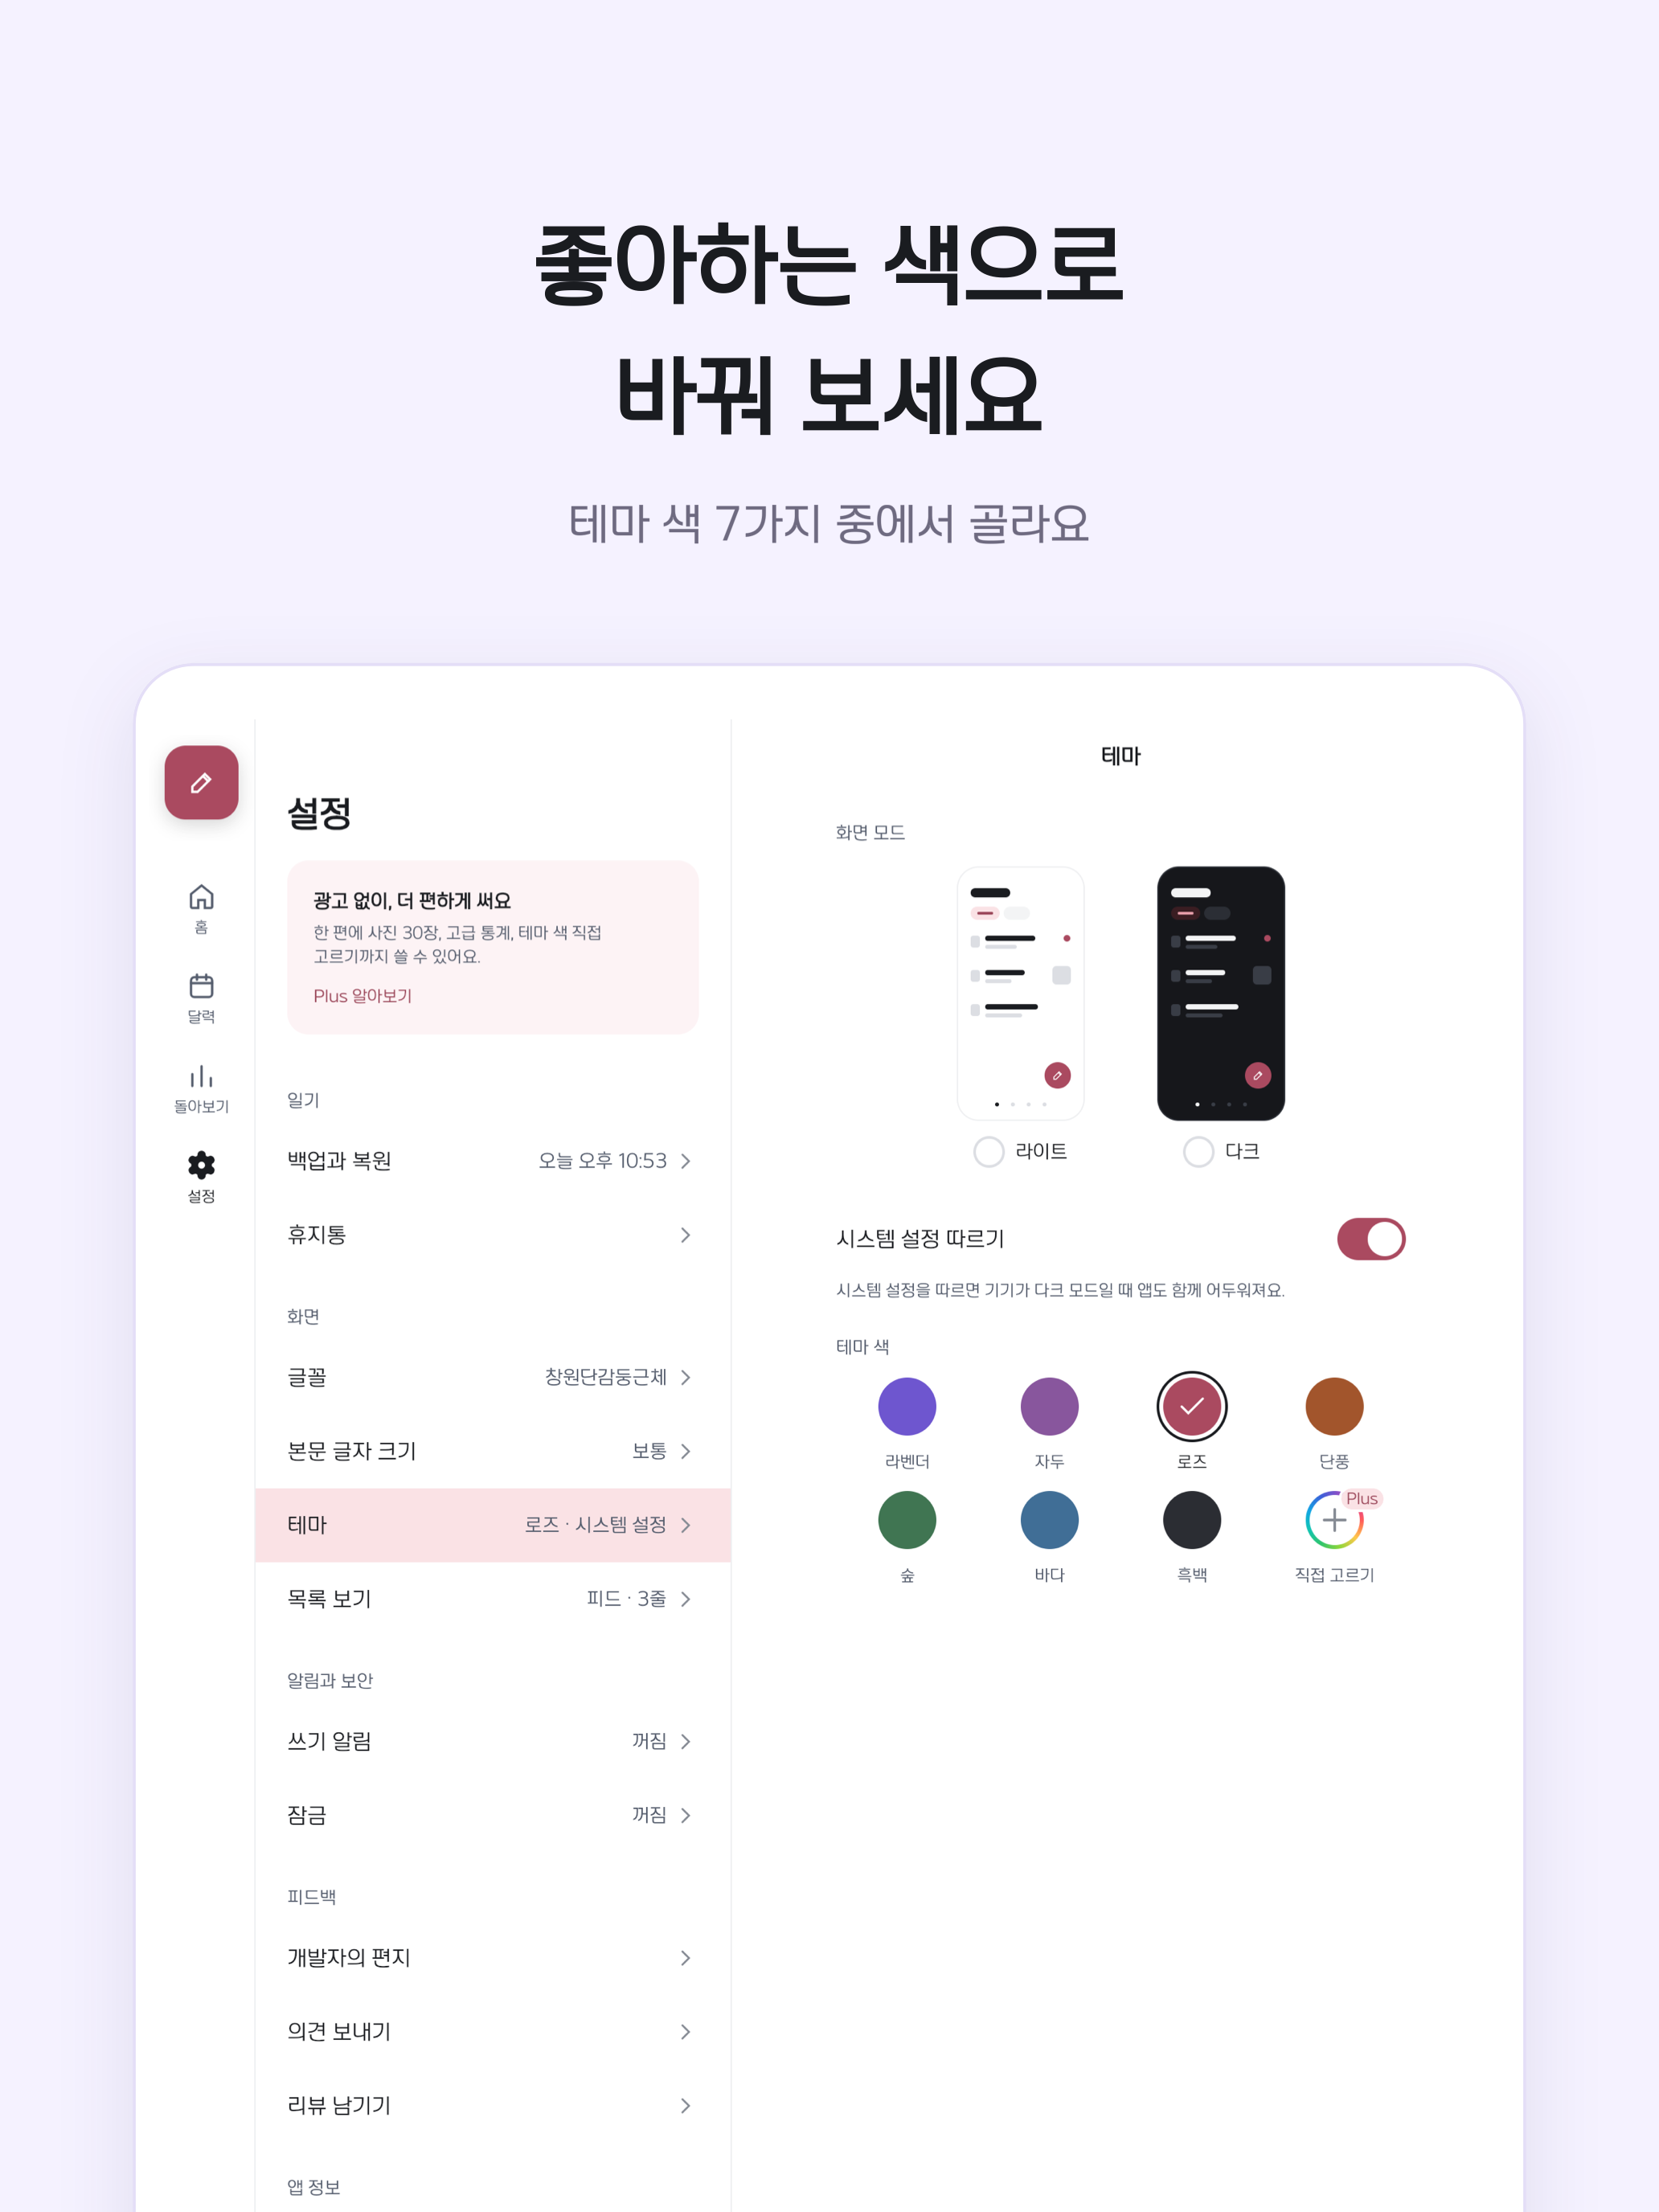 좋아하는 색으로
바꿔 보세요
테마 색 7가지 중에서 골라요
홈
달력
돌아보기
설정
설정
광고 없이, 더 편하게 써요
한 편에 사진 30장, 고급 통계, 테마 색 직접
고르기까지 쓸 수 있어요.
Plus 알아보기
일기
백업과 복원 오늘 오후 10:53
휴지통
화면
글꼴 창원단감둥근체
본문 글자 크기 보통
테마 로즈 · 시스템 설정
목록 보기 피드 · 3줄
알림과 보안
쓰기 알림 꺼짐
잠금 꺼짐
피드백
개발자의 편지
의견 보내기
리뷰 남기기
앱 정보
테마
화면 모드
라이트 다크
시스템 설정 따르기
시스템 설정을 따르면 기기가 다크 모드일 때 앱도 함께 어두워져요.
테마 색
라벤더 자두 로즈 단풍
Plus
숲 바다 흑백 직접 고르기